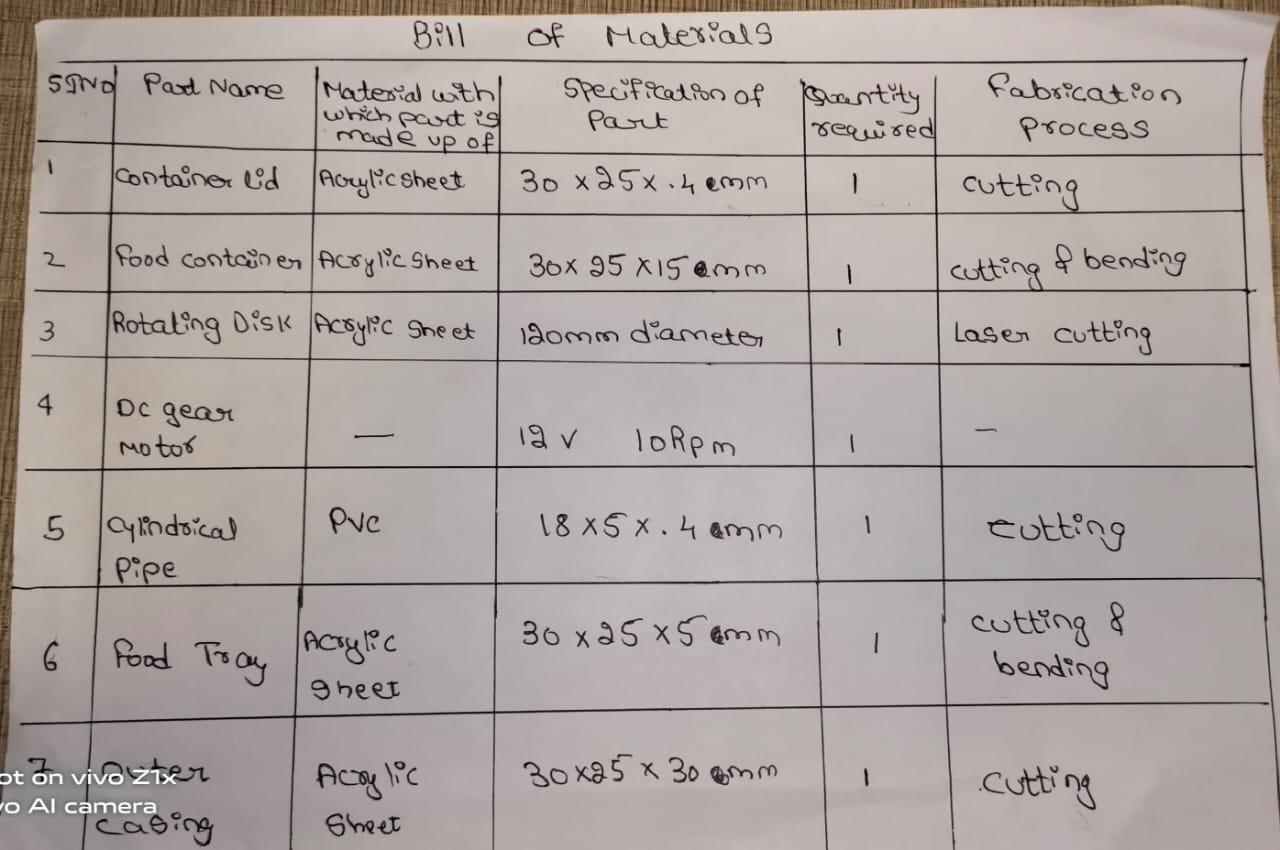 Bill of Materials
SJNO Part Name Material with which part is made up of Specification of Part Quantity required Fabrication Process
1 Container lid Acrylic sheet 30 x 25 x .4 cmm 1 cutting
2 Food container Acrylic Sheet 30 x 25 x 15 cmm 1 cutting & bending
3 Rotating Disk Acrylic Sheet 120mm diameter 1 Laser cutting
4 DC gear Motor — 12 V 10Rpm 1 —
5 Cylindrical Pipe PVC 18 x 5 x .4 cmm 1 cutting
6 Food Tray Acrylic Sheet 30 x 25 x 5 cmm 1 cutting & bending
7 Outer casing Acrylic Sheet 30 x 25 x 30 cmm 1 cutting
ot on vivo Z1x
vo AI camera